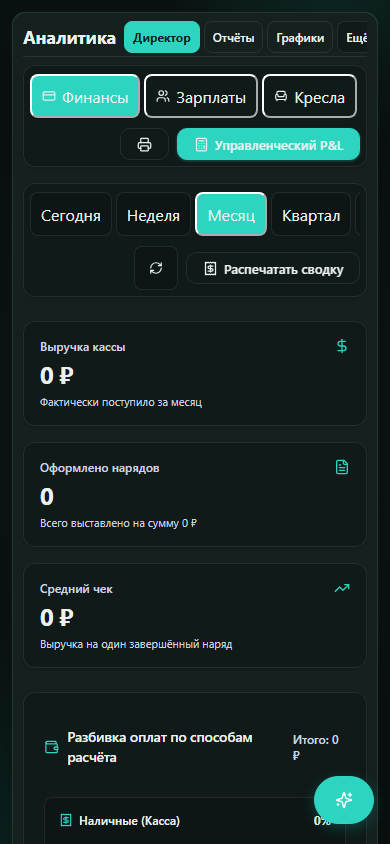 Аналитика Директор Отчёты Графики Ещё
Финансы Зарплаты Кресла
Управленческий P&L
Сегодня Неделя Месяц Квартал
Распечатать сводку
Выручка кассы
0 ₽
Фактически поступило за месяц
Оформлено нарядов
0
Всего выставлено на сумму 0 ₽
Средний чек
0 ₽
Выручка на один завершённый наряд
Разбивка оплат по способам
расчёта
Итого: 0
₽
Наличные (Касса) 0%